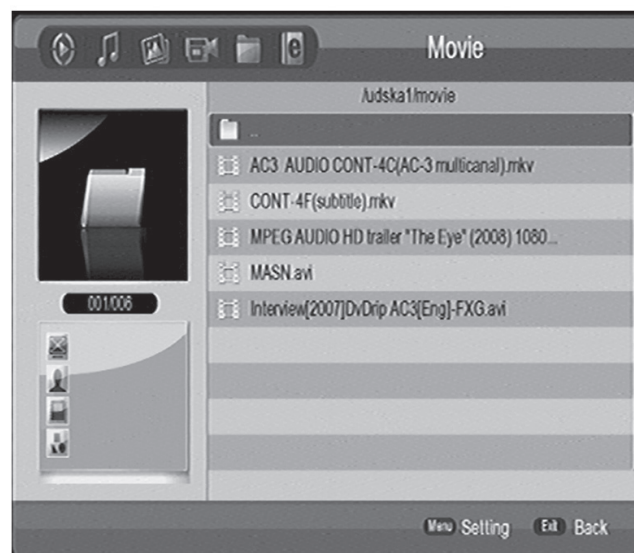 Movie
/udska1/movie
..
AC3 AUDIO CONT-4C(AC-3 multicanal).mkv
CONT-4F(subtitle).mkv
MPEG AUDIO HD trailer "The Eye" (2008) 1080...
MASN.avi
Interview[2007]DvDrip AC3[Eng]-FXG.avi
001/006
Menu Setting Exit Back